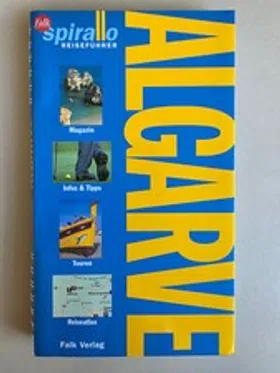 Falk
spirallo
REISEFÜHRER
ALGARVE
Magazin
Infos & Tipps
Touren
Reiseatlas
Falk Verlag